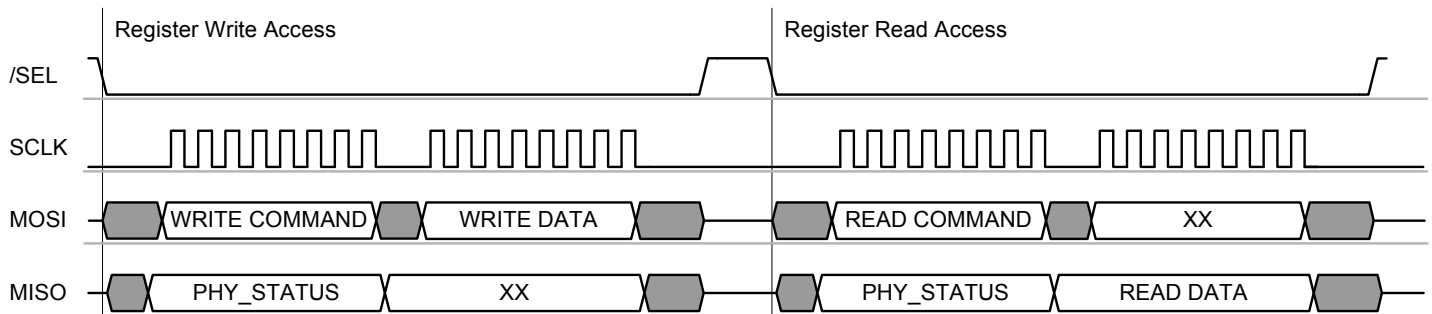 Register Write Access Register Read Access
/SEL
SCLK
MOSI WRITE COMMAND WRITE DATA READ COMMAND XX
MISO PHY_STATUS XX PHY_STATUS READ DATA